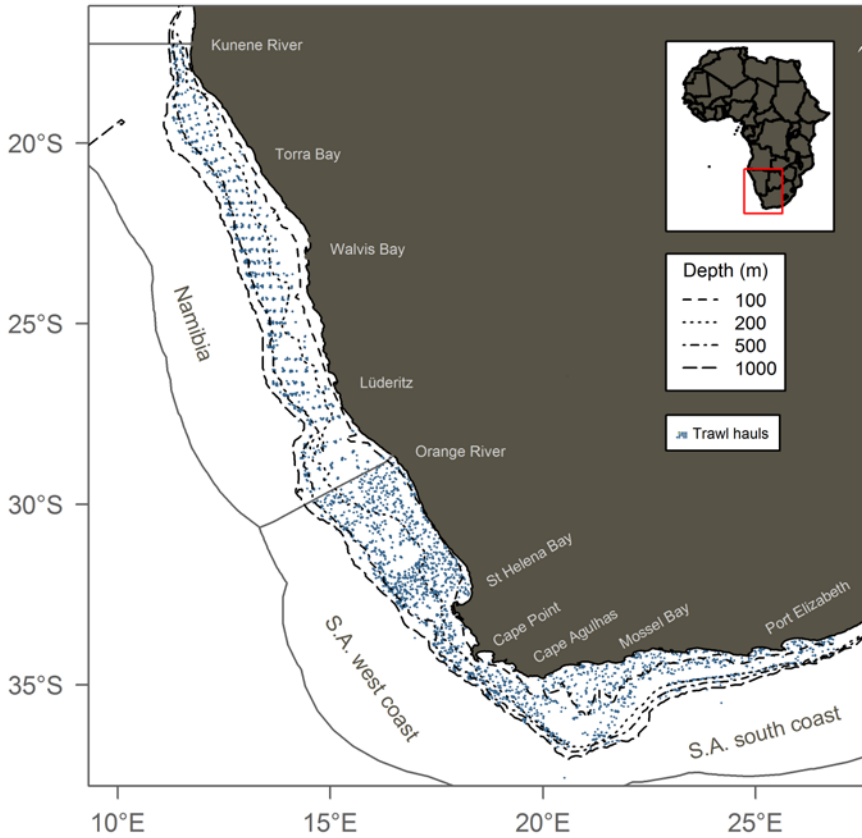 Kunene River
20°S
Torra Bay
Walvis Bay
Namibia
25°S
Lüderitz
Orange River
30°S
St Helena Bay
Cape Point
Cape Agulhas
Mossel Bay
Port Elizabeth
S.A. west coast
35°S
S.A. south coast
10°E
15°E
20°E
25°E
Depth (m)
100
200
500
1000
Trawl hauls